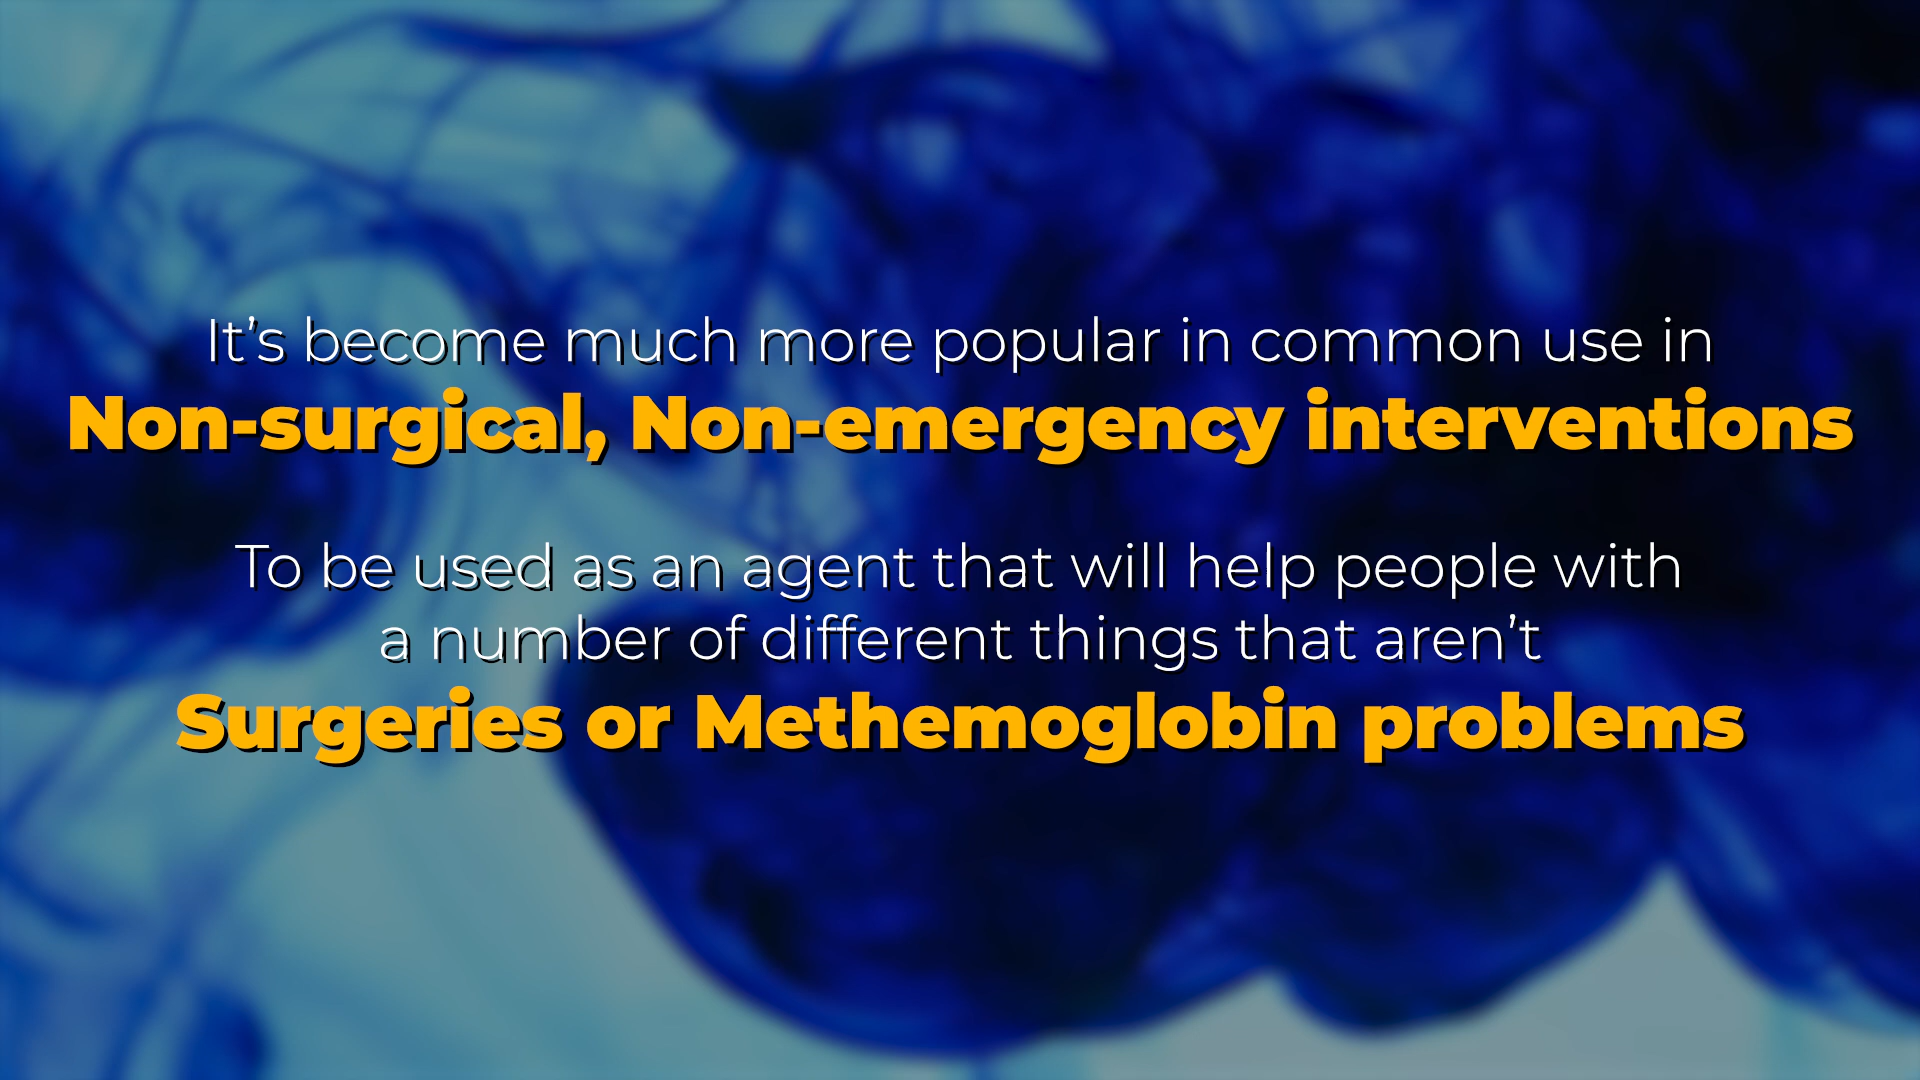 It’s become much more popular in common use in
Non-surgical, Non-emergency interventions
To be used as an agent that will help people with
a number of different things that aren’t
Surgeries or Methemoglobin problems